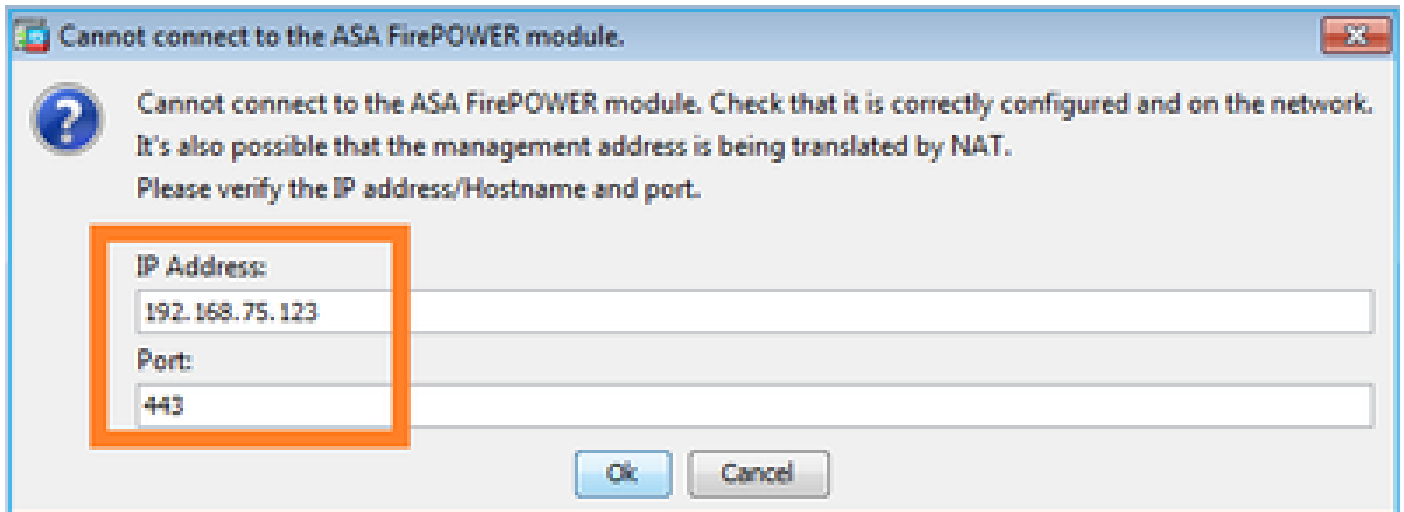 Cannot connect to the ASA FirePOWER module.
Cannot connect to the ASA FirePOWER module. Check that it is correctly configured and on the network.
It's also possible that the management address is being translated by NAT.
Please verify the IP address/Hostname and port.
IP Address:
192.168.75.123
Port:
443
Ok Cancel